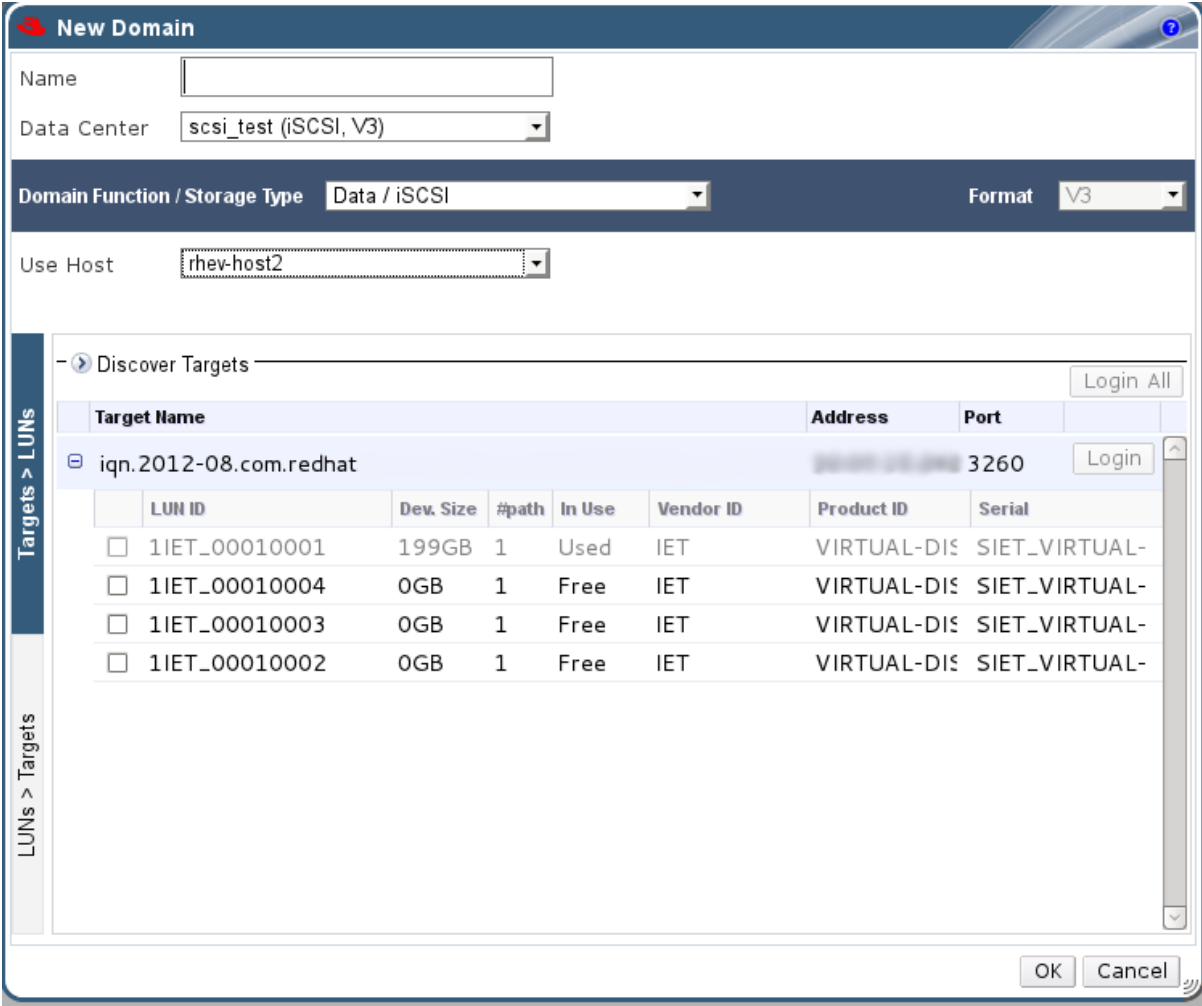 New Domain
?
Name
Data Center scsi_test (iSCSI, V3)
Domain Function / Storage Type Data / iSCSI Format V3
Use Host rhev-host2
Targets > LUNs
LUNs > Targets
Discover Targets
Login All
Target Name Address Port
iqn.2012-08.com.redhat 3260 Login
LUN ID Dev. Size #path In Use Vendor ID Product ID Serial
1IET_00010001 199GB 1 Used IET VIRTUAL-DIS SIET_VIRTUAL-
1IET_00010004 0GB 1 Free IET VIRTUAL-DIS SIET_VIRTUAL-
1IET_00010003 0GB 1 Free IET VIRTUAL-DIS SIET_VIRTUAL-
1IET_00010002 0GB 1 Free IET VIRTUAL-DIS SIET_VIRTUAL-
OK Cancel